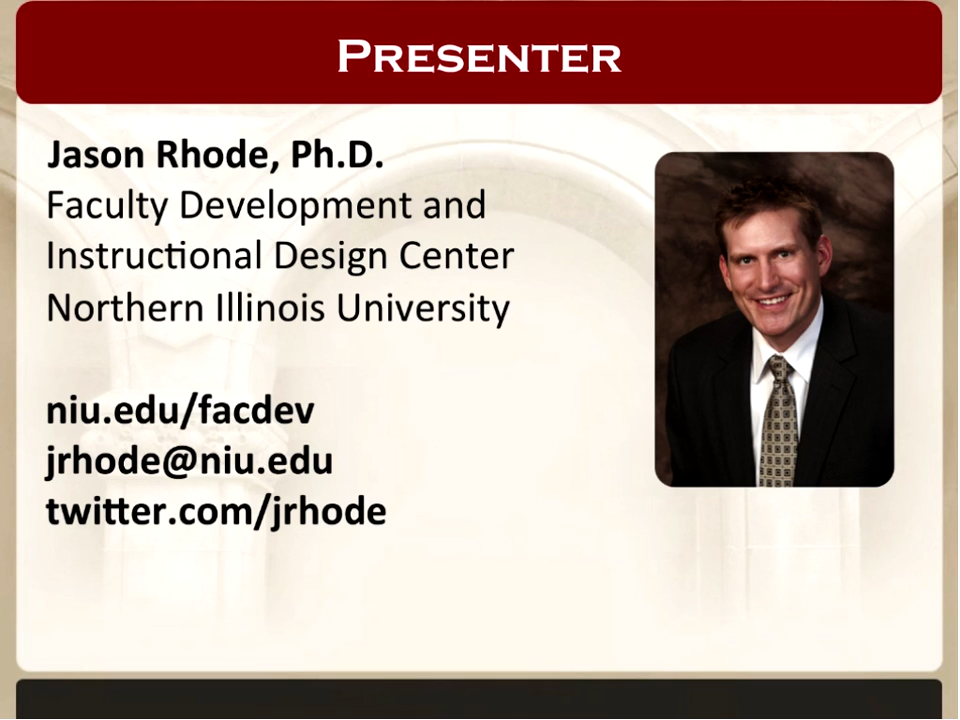 PRESENTER
Jason Rhode, Ph.D.
Faculty Development and
Instructional Design Center
Northern Illinois University
niu.edu/facdev
jrhode@niu.edu
twitter.com/jrhode